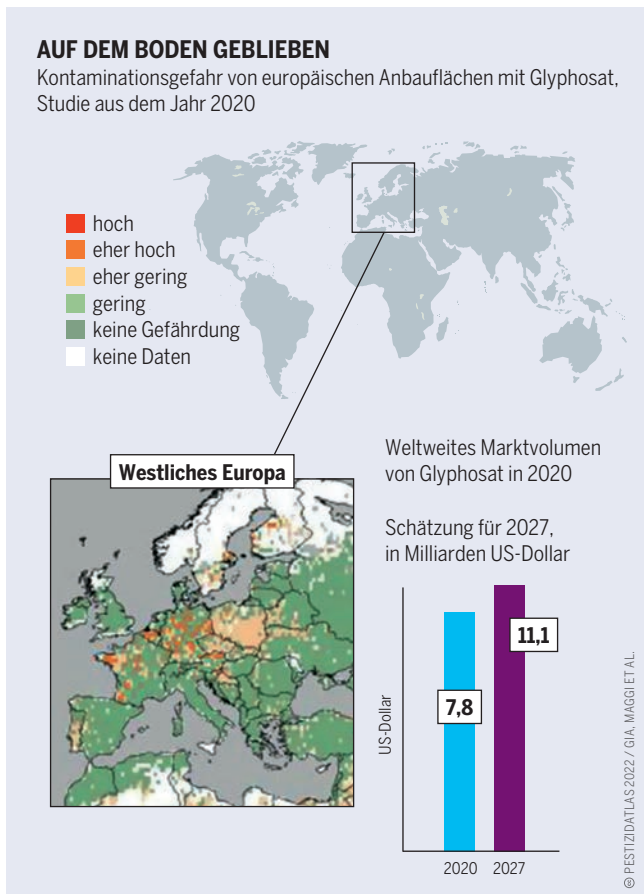 AUF DEM BODEN GEBLIEBEN
Kontaminationsgefahr von europäischen Anbauflächen mit Glyphosat,
Studie aus dem Jahr 2020
hoch
eher hoch
eher gering
gering
keine Gefährdung
keine Daten
Westliches Europa
Weltweites Marktvolumen
von Glyphosat in 2020
Schätzung für 2027,
in Milliarden US-Dollar
US-Dollar
7,8
11,1
2020 2027
PESTIZIDATLAS 2022 / GIA, MAGGI ET AL.